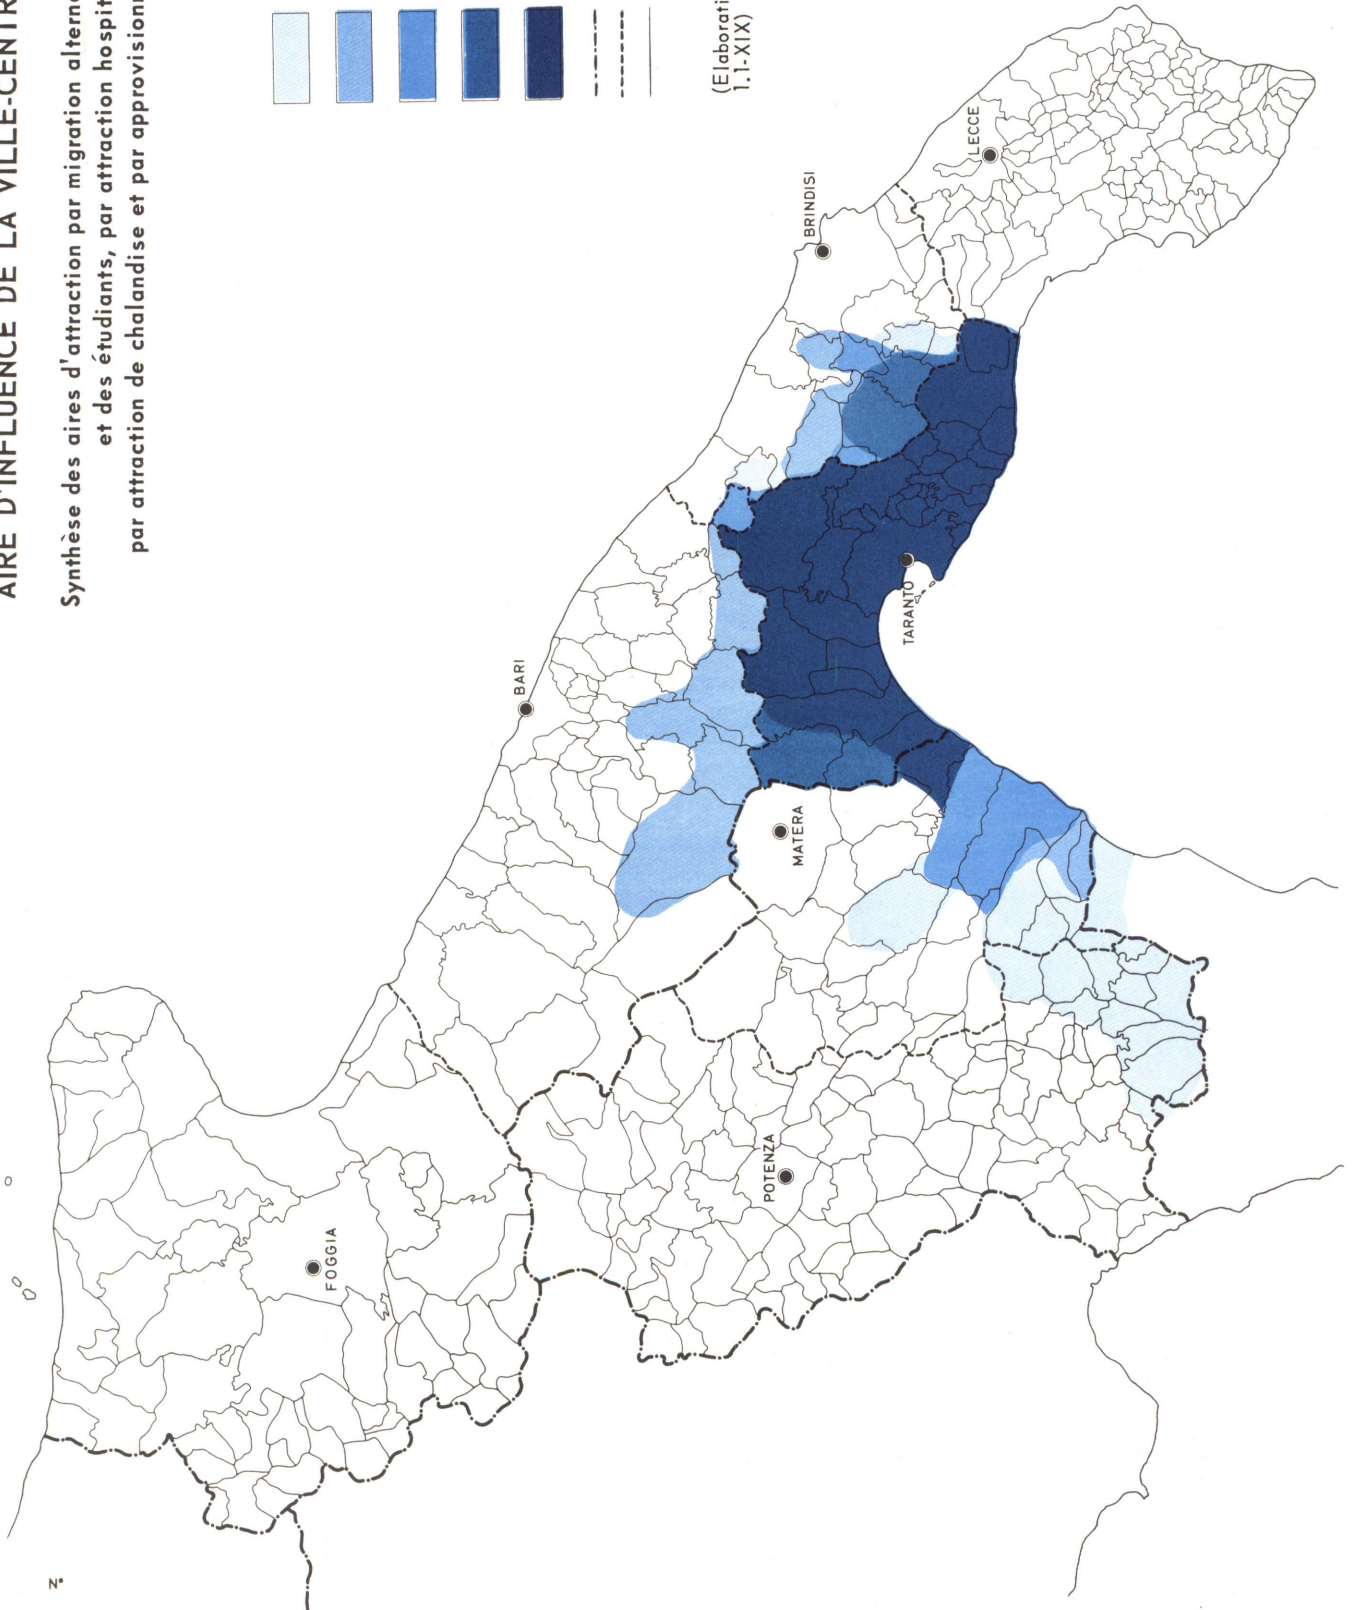 AIRE D'INFLUENCE DE LA VILLE-CENTR
Synthèse des aires d'attraction par migration alterna
et des étudiants, par attraction hospit
par attraction de chalandise et par approvisionn
(Elaborati
1.1-XIX)
LECCE
BRINDISI
TARANTO
BARI
MATERA
POTENZA
FOGGIA
N°